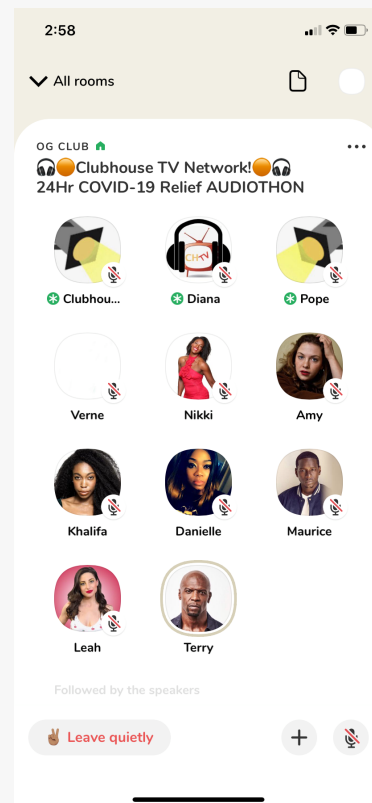 2:58
All rooms
OG CLUB
🎧🟠Clubhouse TV Network!🟠🎧
24Hr COVID-19 Relief AUDIOTHON
CHTV
Clubhou...
Diana
Pope
Verne
Nikki
Amy
Khalifa
Danielle
Maurice
Leah
Terry
Followed by the speakers
✌🏽 Leave quietly